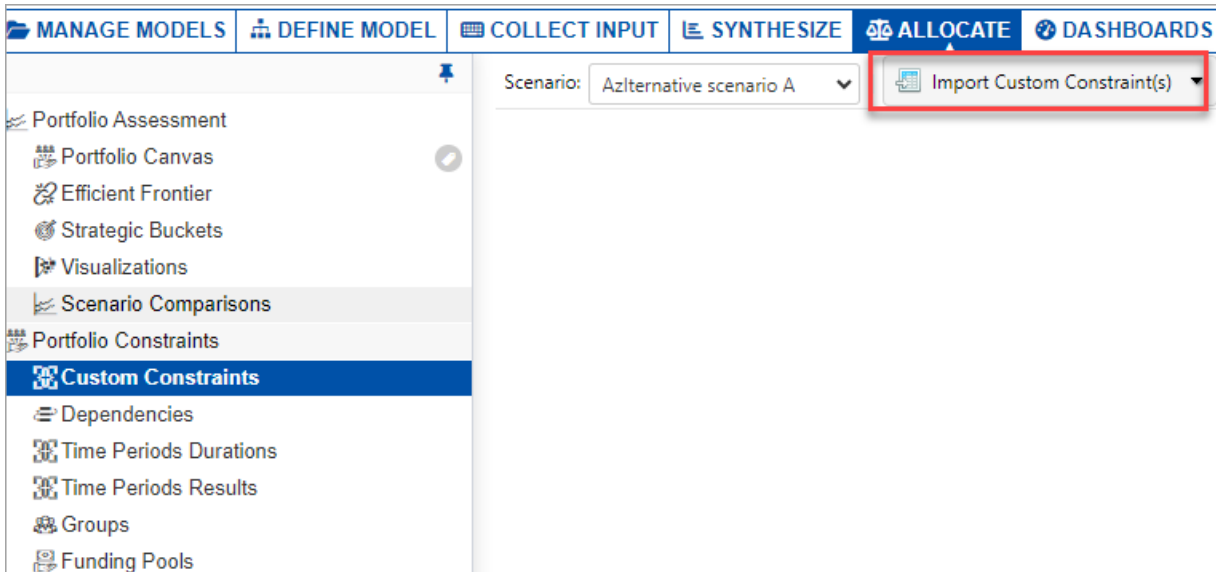 MANAGE MODELS DEFINE MODEL COLLECT INPUT SYNTHESIZE ALLOCATE DASHBOARDS
Scenario: Azlternative scenario A Import Custom Constraint(s)
Portfolio Assessment
Portfolio Canvas
Efficient Frontier
Strategic Buckets
Visualizations
Scenario Comparisons
Portfolio Constraints
Custom Constraints
Dependencies
Time Periods Durations
Time Periods Results
Groups
Funding Pools